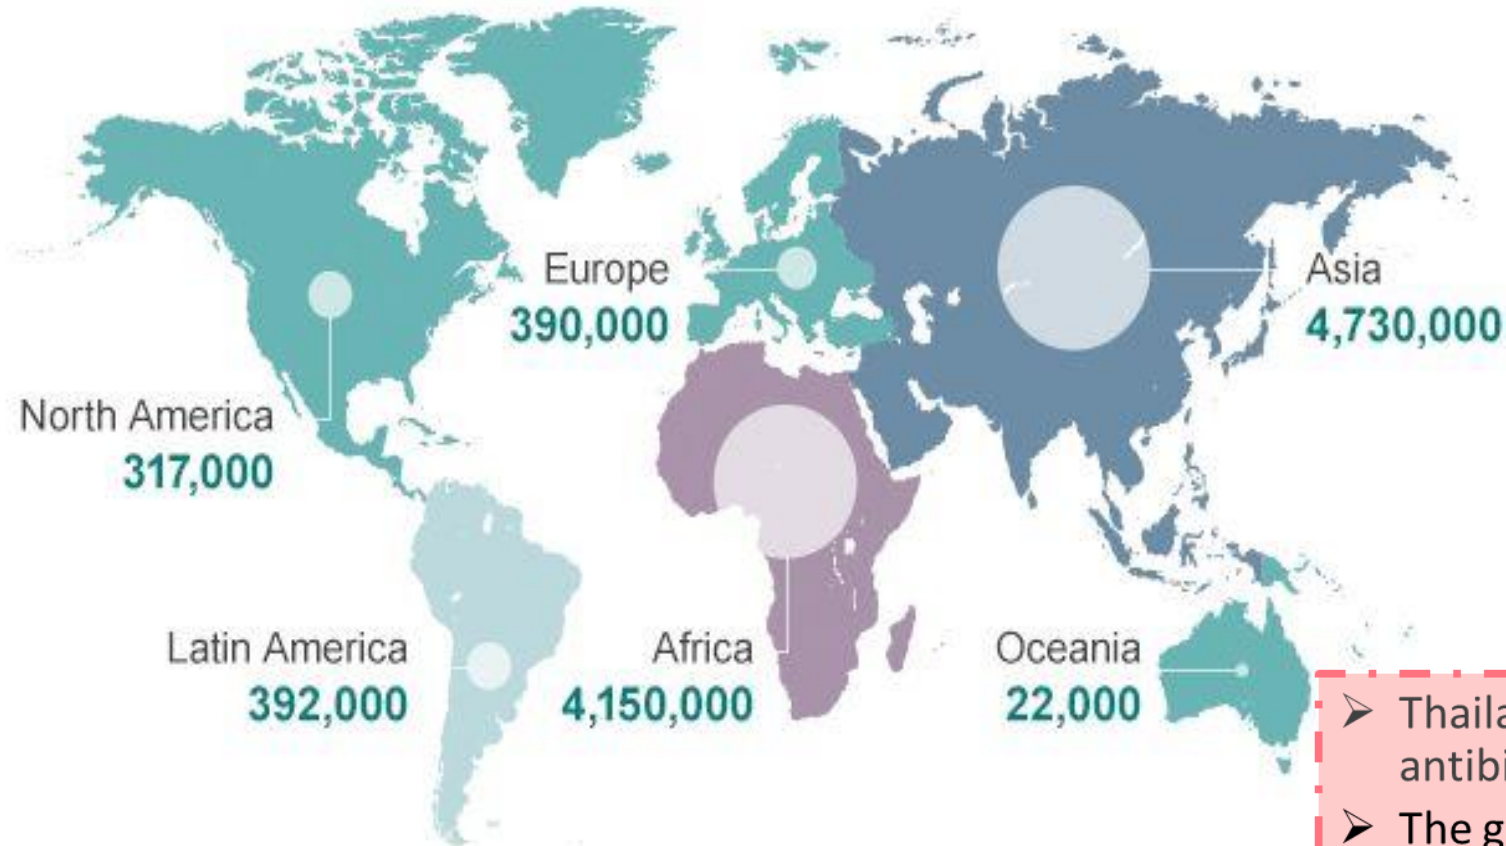 Europe
390,000
Asia
4,730,000
North America
317,000
Latin America
392,000
Africa
4,150,000
Oceania
22,000
➤ The